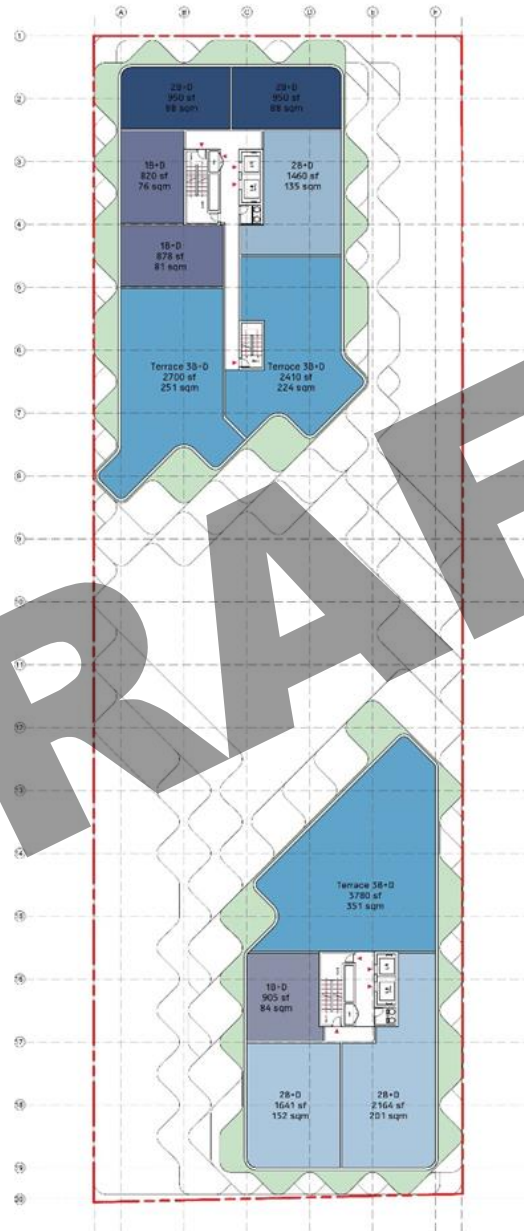 A B C D E F
1
2
2B+D
950 sf
88 sqm
2B+D
950 sf
88 sqm
3
1B+D
820 sf
76 sqm
2B+D
1460 sf
135 sqm
4
1B+D
878 sf
81 sqm
5
6
Terrace 3B+D
2700 sf
251 sqm
Terrace 3B+D
2410 sf
224 sqm
7
8
9
10
11
12
13
14
Terrace 3B+D
3780 sf
351 sqm
15
16
1B+D
905 sf
84 sqm
17
18
2B+D
1641 sf
152 sqm
2B+D
2164 sf
201 sqm
19
20
RAF